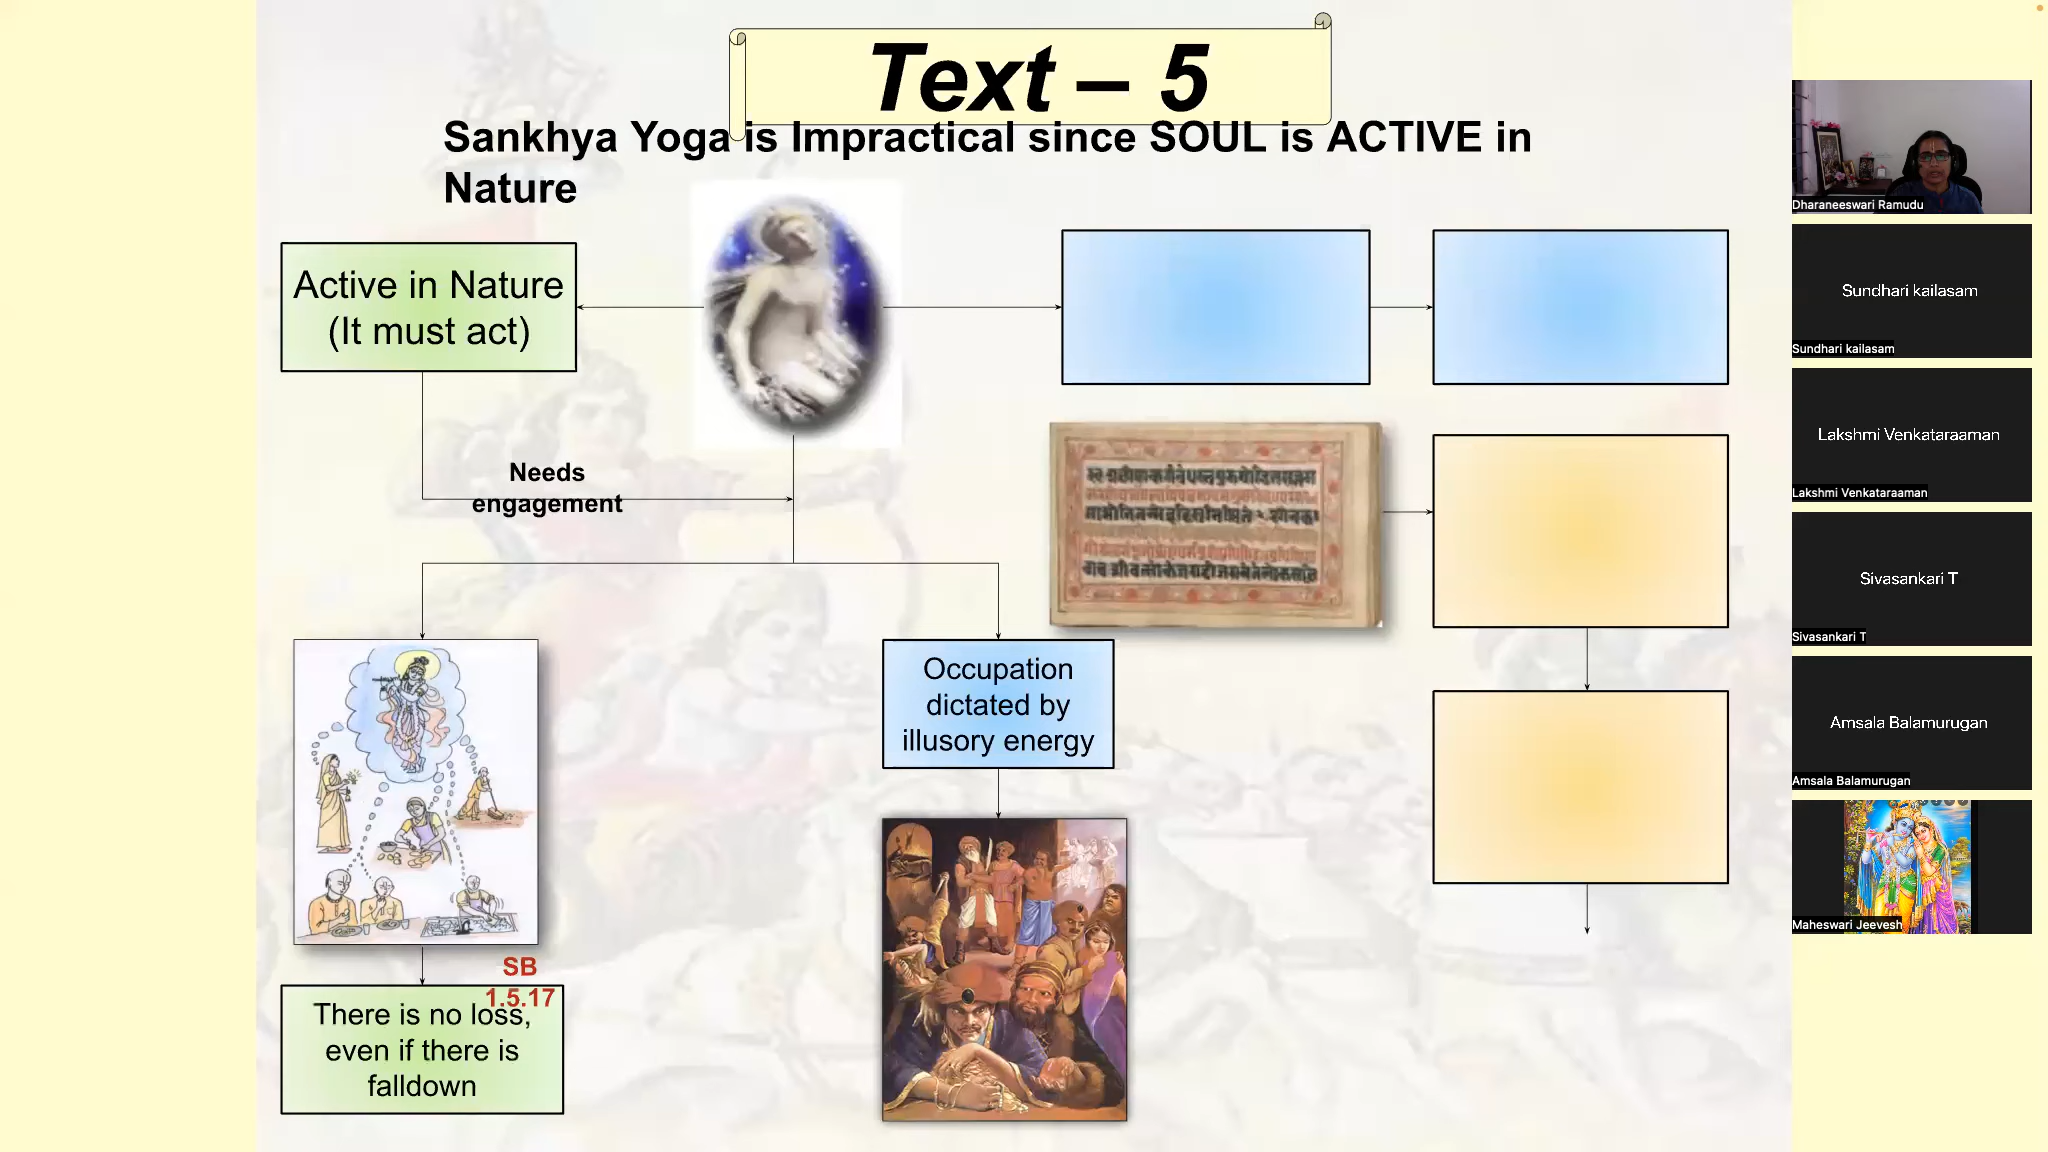 Text – 5
Sankhya Yoga is Impractical since SOUL is ACTIVE in
Nature
Active in Nature
(It must act)
Needs
engagement
Occupation
dictated by
illusory energy
SB
1.5.17
There is no loss,
even if there is
falldown
Dharaneeswari Ramudu
Sundhari kailasam
Sundhari kailasam
Lakshmi Venkataraaman
Lakshmi Venkataraaman
Sivasankari T
Sivasankari T
Amsala Balamurugan
Amsala Balamurugan
Maheswari Jeevesh